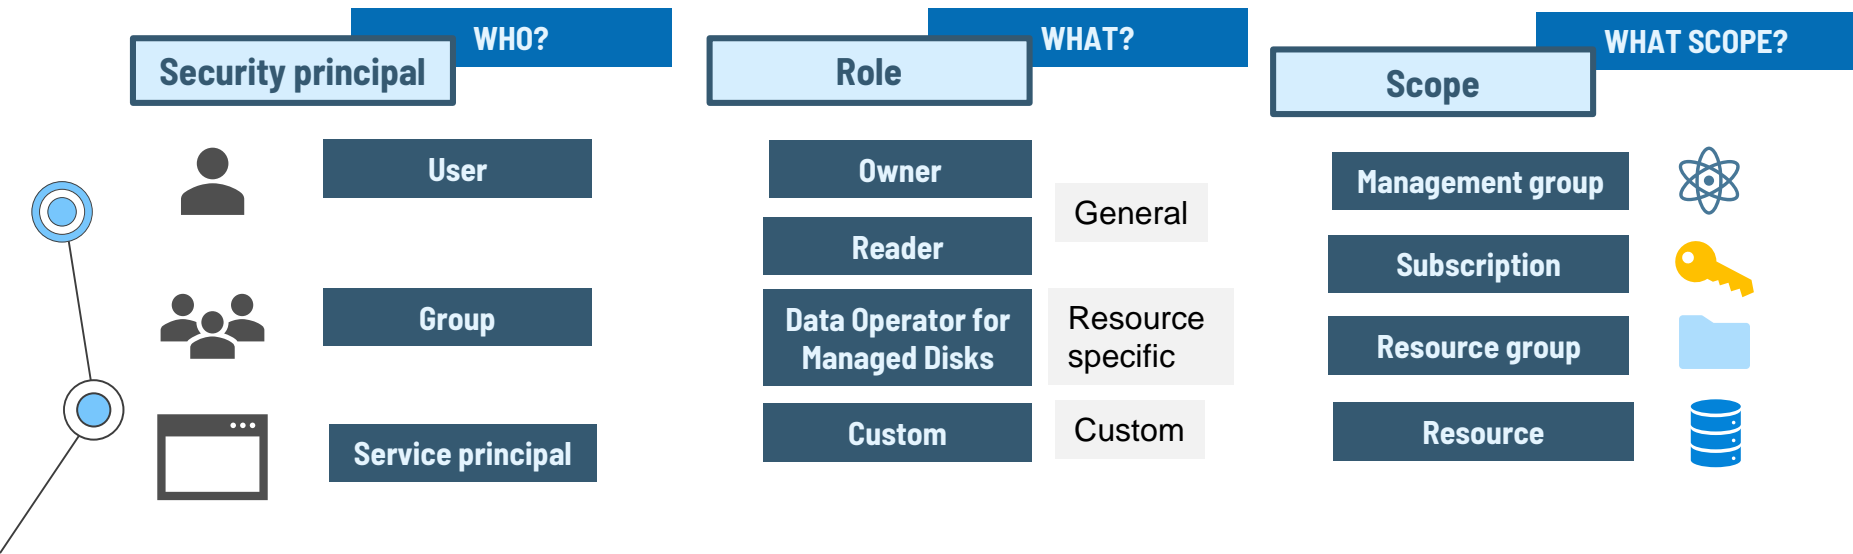 WHO?
Security principal
User
Group
Service principal
WHAT?
Role
Owner
Reader
General
Data Operator for
Managed Disks
Resource
specific
Custom
Custom
WHAT SCOPE?
Scope
Management group
Subscription
Resource group
Resource